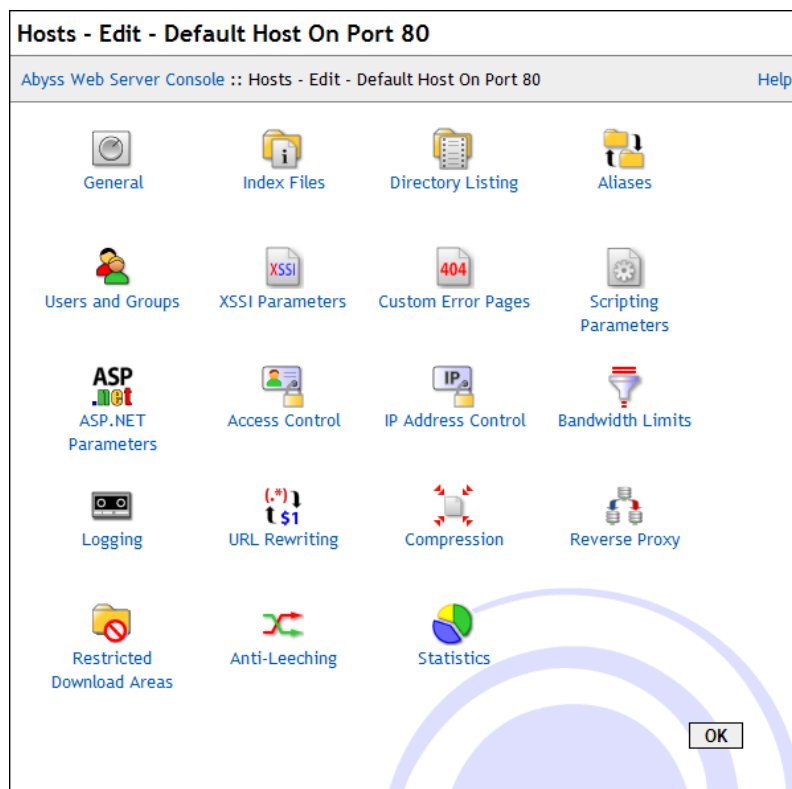 Hosts - Edit - Default Host On Port 80
Abyss Web Server Console :: Hosts - Edit - Default Host On Port 80
Help
General
Index Files
Directory Listing
Aliases
XSSI
404
Users and Groups
XSSI Parameters
Custom Error Pages
Scripting
Parameters
ASP
.net
IP
ASP.NET
Parameters
Access Control
IP Address Control
Bandwidth Limits
(.*)
$1
Logging
URL Rewriting
Compression
Reverse Proxy
Restricted
Download Areas
Anti-Leeching
Statistics
OK